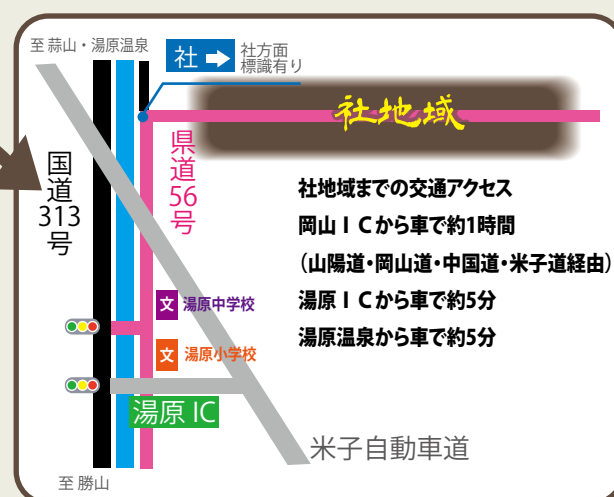 至 蒜山・湯原温泉
社 ➡
社方面
標識有り
社地域
国道313号
県道56号
社地域までの交通アクセス
岡山ＩＣから車で約1時間
（山陽道・岡山道・中国道・米子道経由）
湯原ＩＣから車で約5分
湯原温泉から車で約5分
文 湯原中学校
文 湯原小学校
湯原 IC
米子自動車道
至 勝山